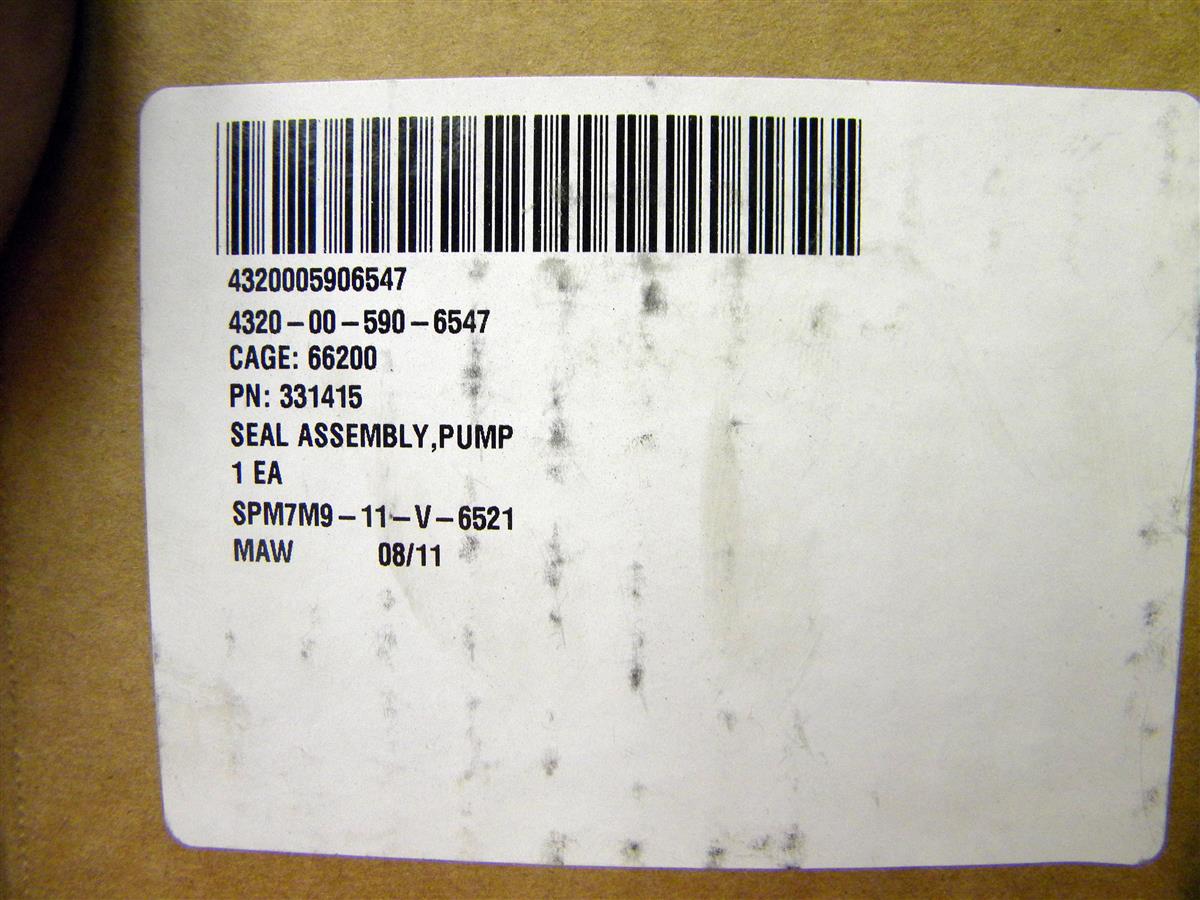 4320005906547
4320-00-590-6547
CAGE: 66200
PN: 331415
SEAL ASSEMBLY,PUMP
1 EA
SPM7M9-11-V-6521
MAW 08/11